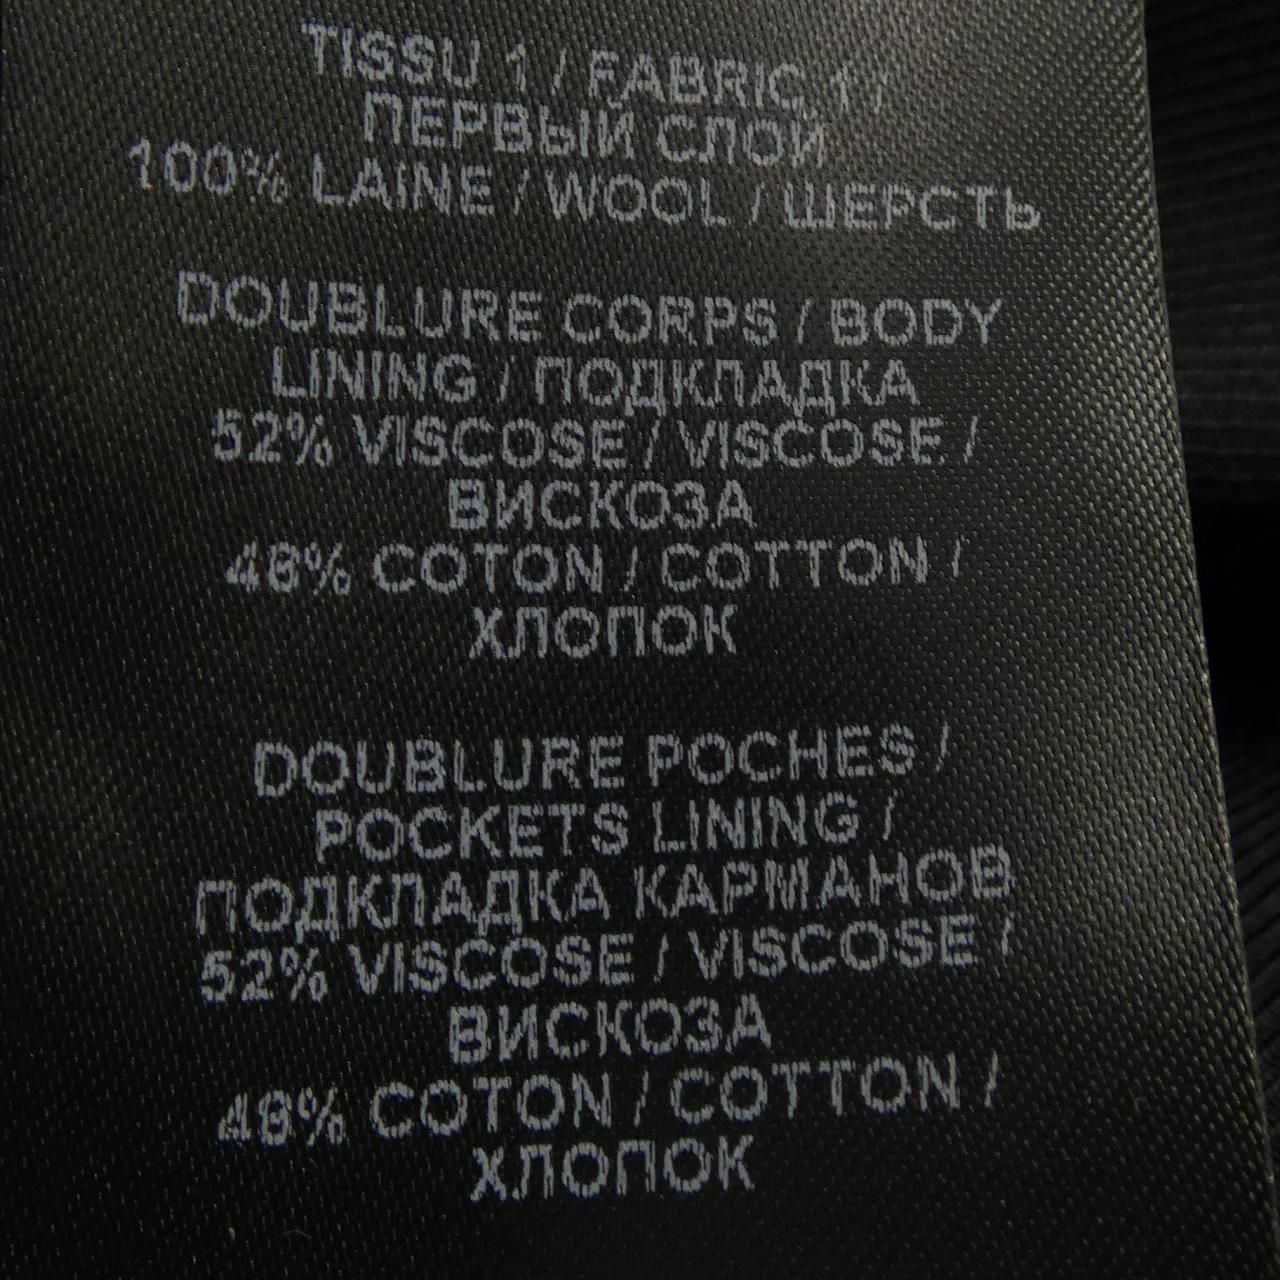 TISSU 1 / FABRIC 1 /
ПЕРВЫЙ СЛОЙ
100% LAINE / WOOL / ШЕРСТЬ
DOUBLURE CORPS / BODY
LINING / ПОДКЛАДКА
52% VISCOSE / VISCOSE /
ВИСКОЗА
48% COTON / COTTON /
ХЛОПОК
DOUBLURE POCHES /
POCKETS LINING /
ПОДКЛАДКА КАРМАНОВ
52% VISCOSE / VISCOSE /
ВИСКОЗА
48% COTON / COTTON /
ХЛОПОК